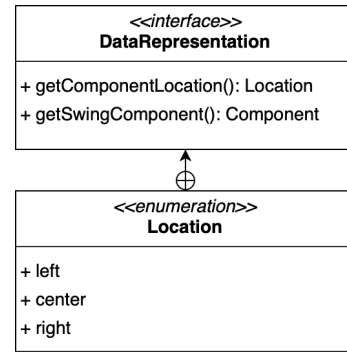 <<interface>>
DataRepresentation
+ getComponentLocation(): Location
+ getSwingComponent(): Component
<<enumeration>>
Location
+ left
+ center
+ right